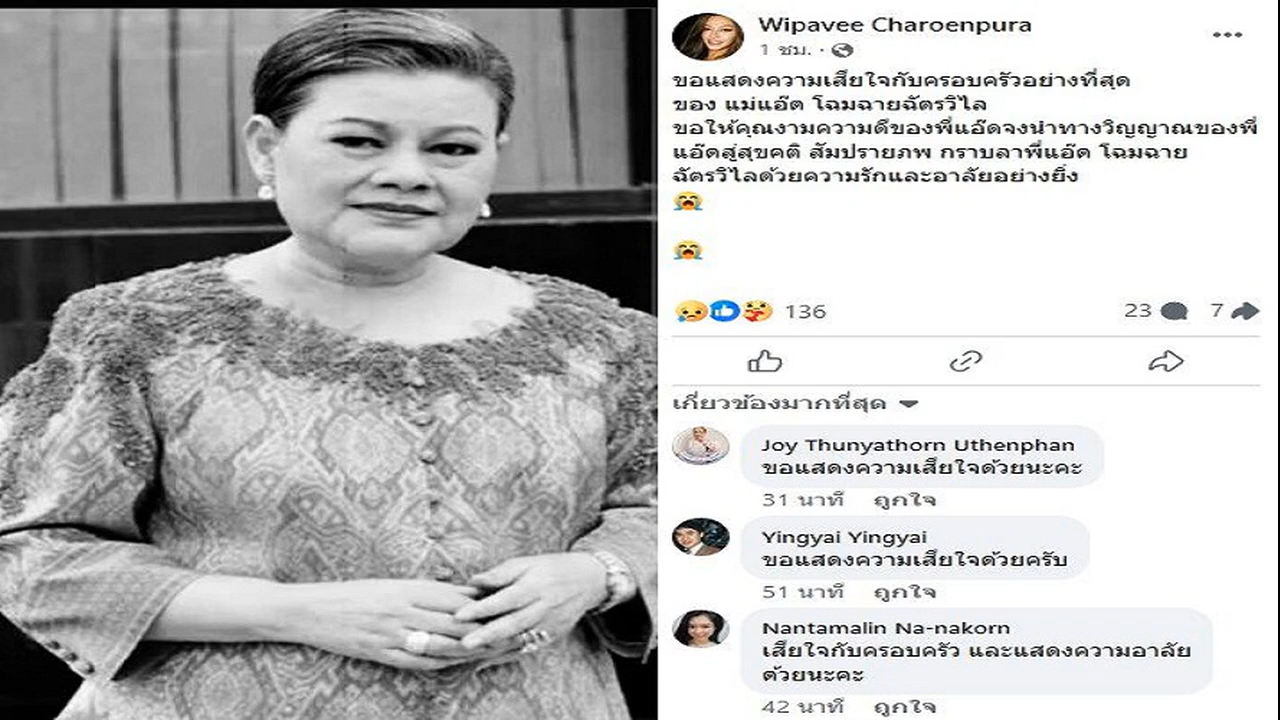 Wipavee Charoenpura
1 ชม. ·
ขอแสดงความเสียใจกับครอบครัวอย่างที่สุด
ของ แม่แอ๊ด โฉมฉายฉัตรวิไล
ขอให้คุณงามความดีของพี่แอ๊ดจงนำทางวิญญาณของพี่
แอ๊ดสู่สุขคติ สัมปรายภพ กราบลาพี่แอ๊ด โฉมฉาย
ฉัตรวิไลด้วยความรักและอาลัยอย่างยิ่ง
136 23 7
เกี่ยวข้องมากที่สุด
Joy Thunyathorn Uthenphan
ขอแสดงความเสียใจด้วยนะคะ
31 นาที ถูกใจ
Yingyai Yingyai
ขอแสดงความเสียใจด้วยครับ
51 นาที ถูกใจ
Nantamalin Na-nakorn
เสียใจกับครอบครัว และแสดงความอาลัย
ด้วยนะคะ
42 นาที ถูกใจ